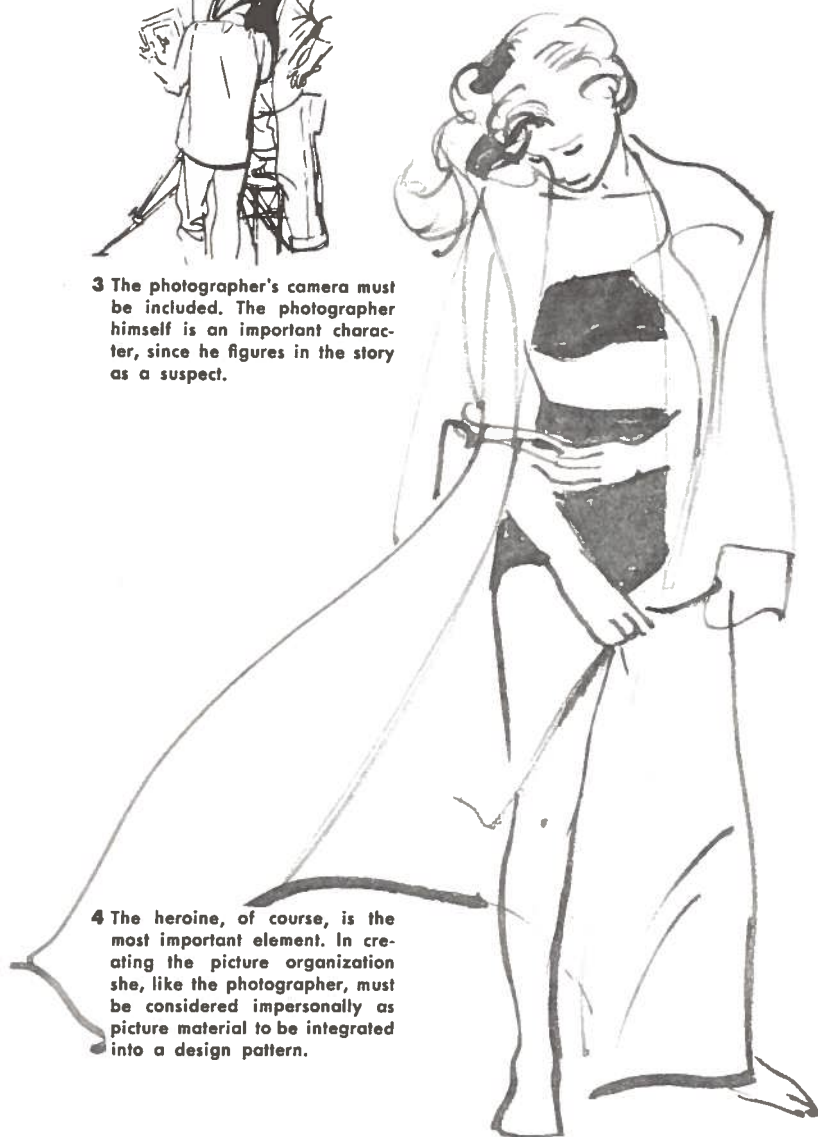 3 The photographer's camera must
be included. The photographer
himself is an important charac-
ter, since he figures in the story
as a suspect.
4 The heroine, of course, is the
most important element. In cre-
ating the picture organization
she, like the photographer, must
be considered impersonally as
picture material to be integrated
into a design pattern.